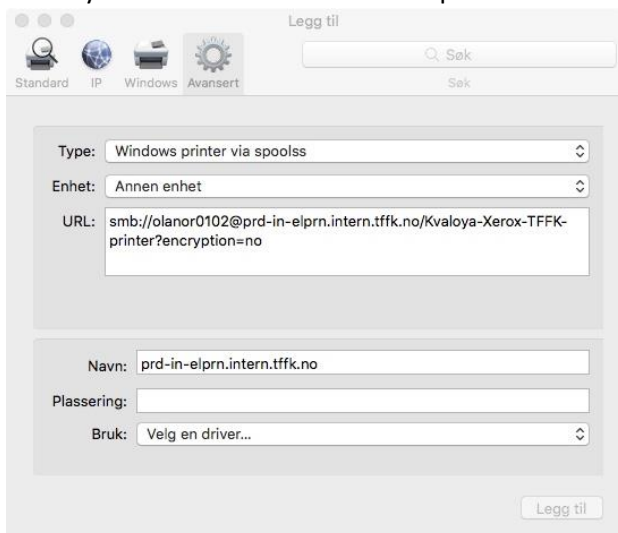 Legg til
Søk
Standard IP Windows Avansert Søk
Type: Windows printer via spoolss
Enhet: Annen enhet
URL: smb://olanor0102@prd-in-elprn.intern.tffk.no/Kvaloya-Xerox-TFFK-
printer?encryption=no
Navn: prd-in-elprn.intern.tffk.no
Plassering:
Bruk: Velg en driver...
Legg til